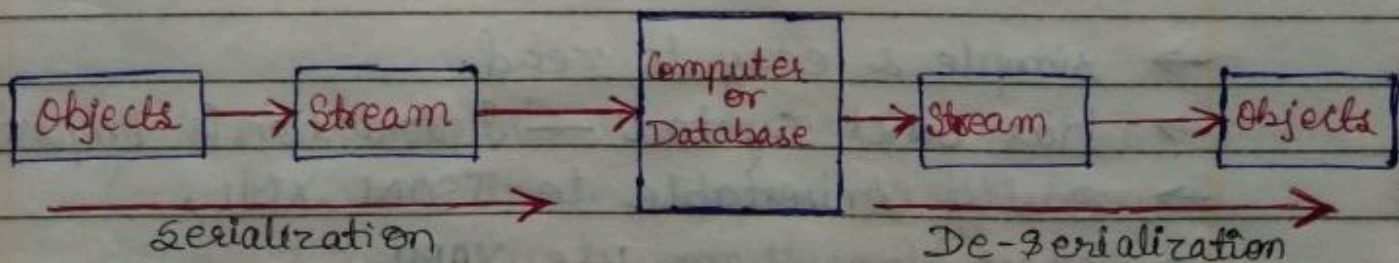 Objects
Stream
Computer
or
Database
Stream
Objects
Serialization
De-Serialization